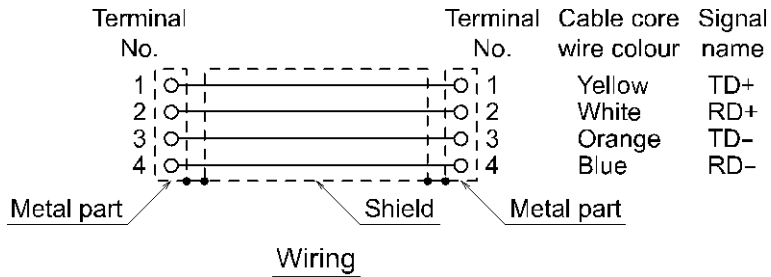 Terminal Terminal Cable core Signal
No. No. wire colour name
1 1 Yellow TD+
2 2 White RD+
3 3 Orange TD−
4 4 Blue RD−
Metal part Shield Metal part
Wiring